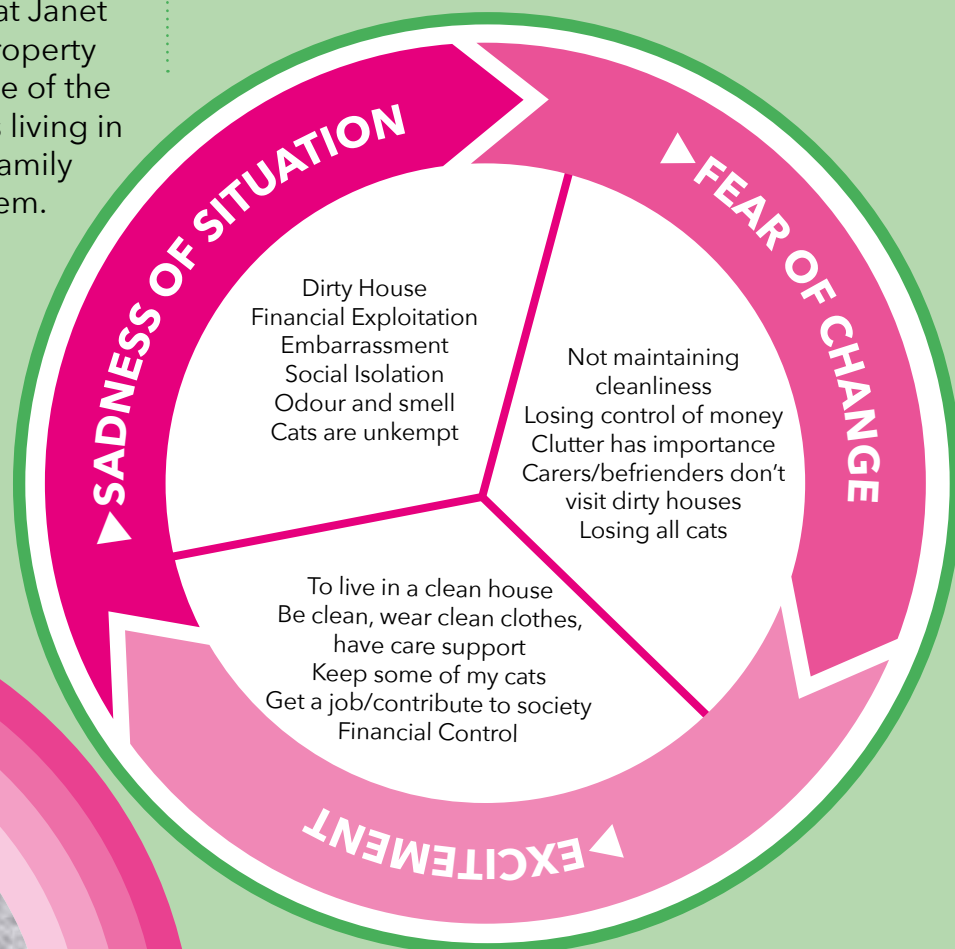 at Janet
roperty
e of the
s living in
amily
em.
▶SADNESS OF SITUATION
Dirty House
Financial Exploitation
Embarrassment
Social Isolation
Odour and smell
Cats are unkempt
▶FEAR OF CHANGE
Not maintaining
cleanliness
Losing control of money
Clutter has importance
Carers/befrienders don’t
visit dirty houses
Losing all cats
▶EXCITEMENT
To live in a clean house
Be clean, wear clean clothes,
have care support
Keep some of my cats
Get a job/contribute to society
Financial Control